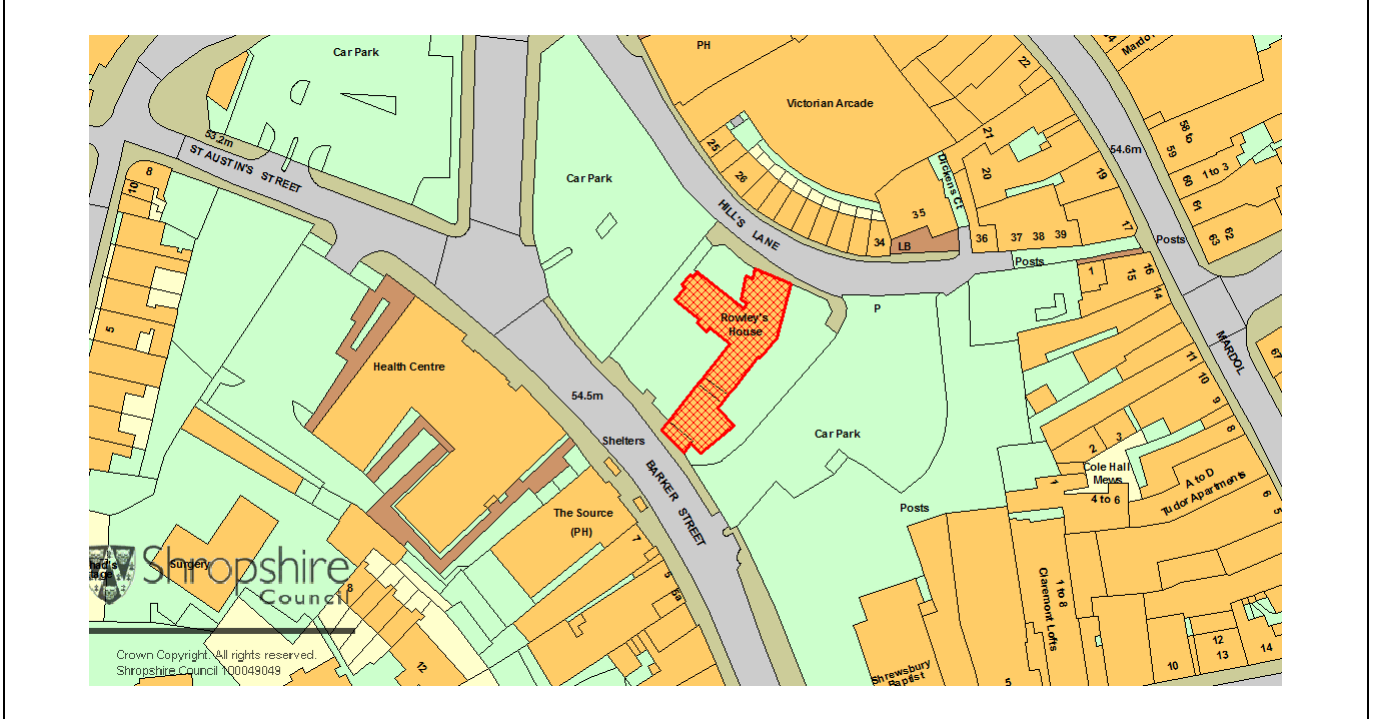 Car Park
PH
22
Victorian Arcade
53.2m
ST AUSTIN'S STREET
58 to
59
54.6m
60
1 to 3
61
62
63
21
20
19
17
25
26
Dickens Ct
35
34
LB
36
37
38
39
8
10
Car Park
HILL'S LANE
Posts
Posts
1
15
16
14
P
Rowley's
House
5
Health Centre
54.5m
Shelters
BARKER STREET
Car Park
MARDOL
67
11
10
9
8
2
3
Cole Hall
Mews
1
4 to 6
A to D
Tudor Apartments
6
5
Posts
The Source
(PH)
7
5
5a
Surgery
8
1 to 8
Claremont Lofts
Shropshire
Council
12
Crown Copyright. All rights reserved.
Shropshire Council 100049049
Shrewsbury
Baptist
5
10
12
13
14